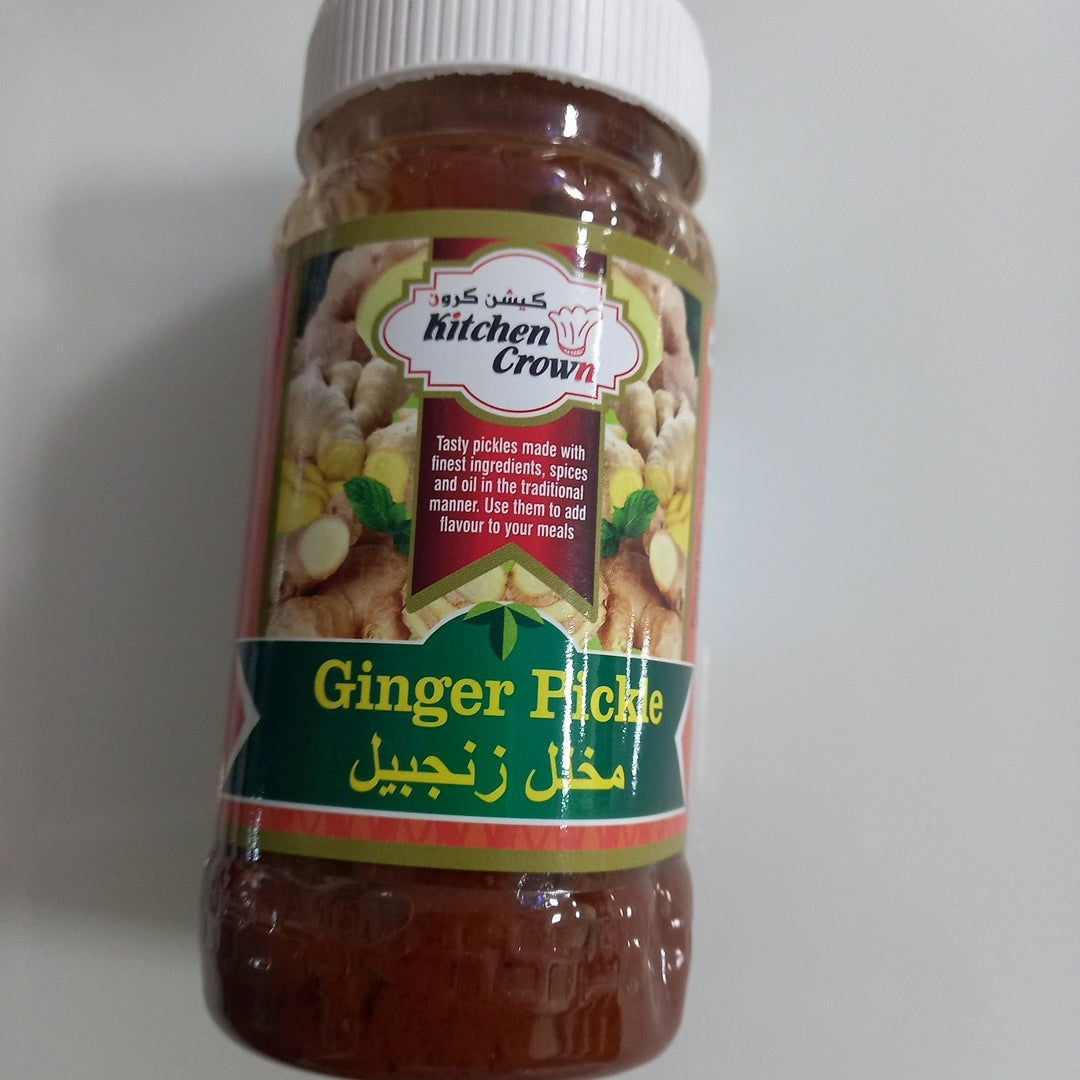 كيشن كرون
Kitchen
Crown
Tasty pickles made with
finest ingredients, spices
and oil in the traditional
manner. Use them to add
flavour to your meals
Ginger Pickle
مخلل زنجبيل